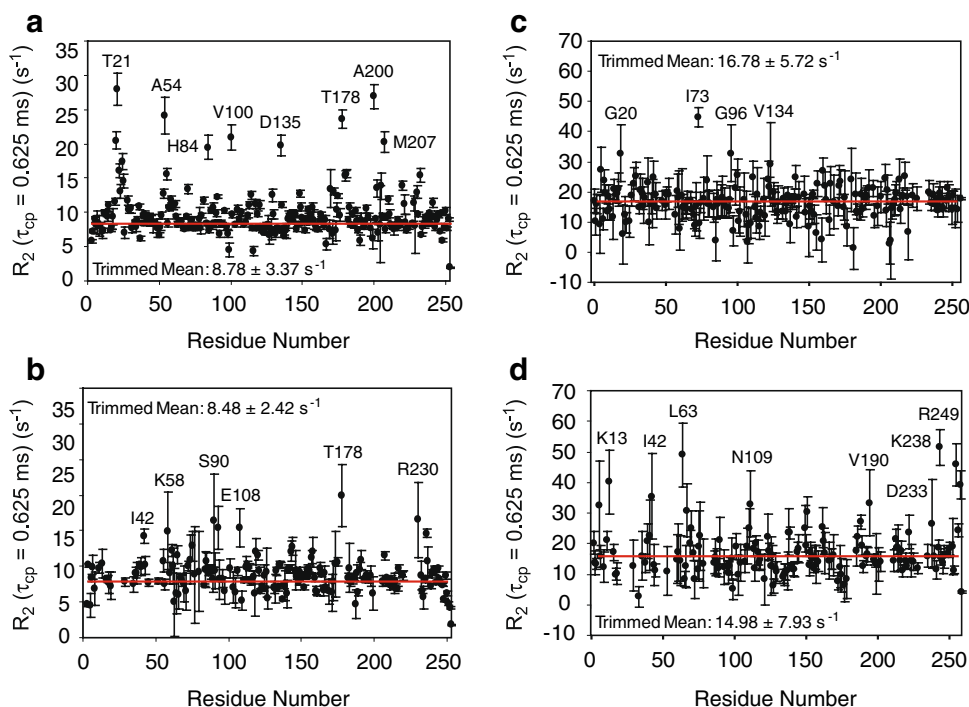 a
R₂ (τcp = 0.625 ms) (s⁻¹)
35
30
25
20
15
10
5
0
T21
A54
H84
V100
D135
T178
A200
M207
Trimmed Mean: 8.78 ± 3.37 s⁻¹
0 50 100 150 200 250
Residue Number
c
R₂ (τcp = 0.625 ms) (s⁻¹)
70
60
50
40
30
20
10
0
-10
Trimmed Mean: 16.78 ± 5.72 s⁻¹
G20
I73
G96
V134
0 50 100 150 200 250
Residue Number
b
R₂ (τcp = 0.625 ms) (s⁻¹)
35
30
25
20
15
10
5
0
Trimmed Mean: 8.48 ± 2.42 s⁻¹
I42
K58
S90
E108
T178
R230
0 50 100 150 200 250
Residue Number
d
R₂ (τcp = 0.625 ms) (s⁻¹)
70
60
50
40
30
20
10
0
-10
K13
I42
L63
N109
V190
D233
K238
R249
Trimmed Mean: 14.98 ± 7.93 s⁻¹
0 50 100 150 200 250
Residue Number